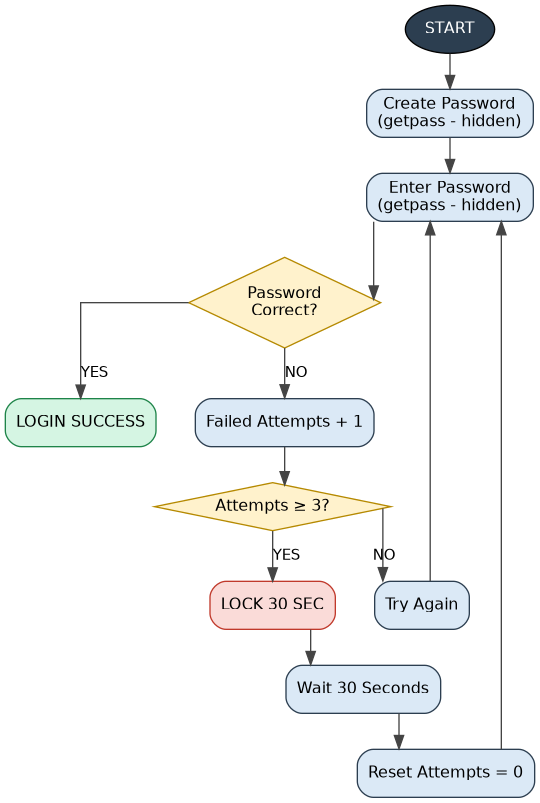 START
Create Password
(getpass - hidden)
Enter Password
(getpass - hidden)
Password
Correct?
YES
NO
LOGIN SUCCESS
Failed Attempts + 1
Attempts ≥ 3?
YES
NO
LOCK 30 SEC
Try Again
Wait 30 Seconds
Reset Attempts = 0